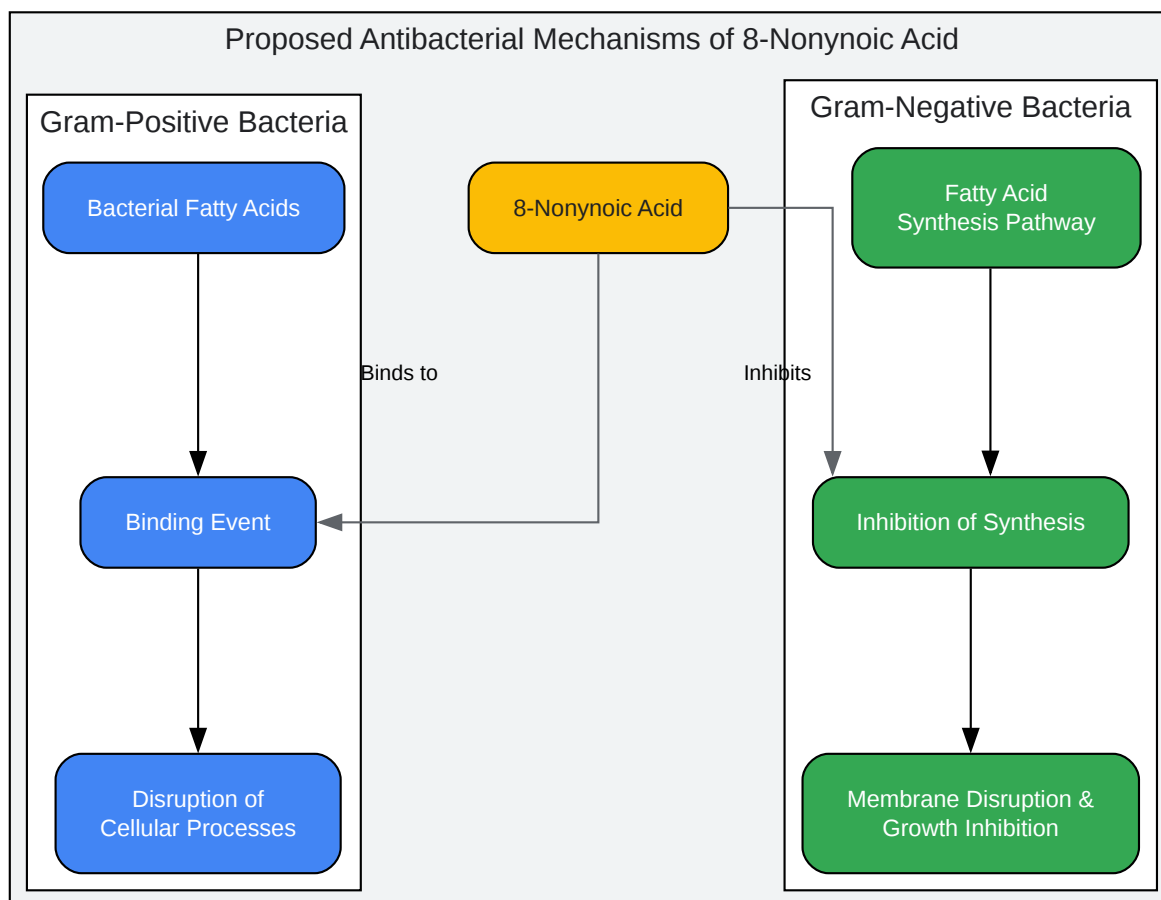 Proposed Antibacterial Mechanisms of 8-Nonynoic Acid
Gram-Positive Bacteria
Bacterial Fatty Acids
Binding Event
Disruption of
Cellular Processes
8-Nonynoic Acid
Binds to
Inhibits
Gram-Negative Bacteria
Fatty Acid
Synthesis Pathway
Inhibition of Synthesis
Membrane Disruption &
Growth Inhibition